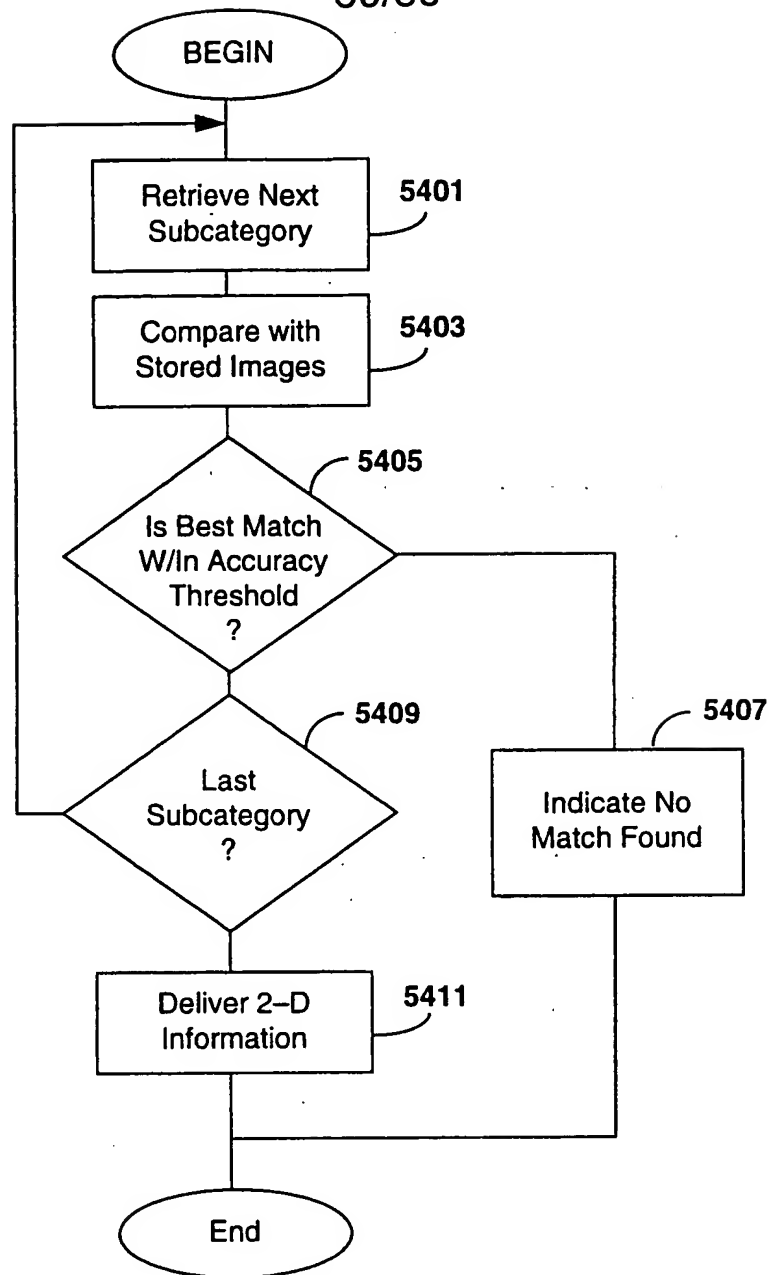 BEGIN
Retrieve Next
Subcategory
5401
Compare with
Stored Images
5403
5405
Is Best Match
W/In Accuracy
Threshold
?
5409
Last
Subcategory
?
5407
Indicate No
Match Found
Deliver 2–D
Information
5411
End